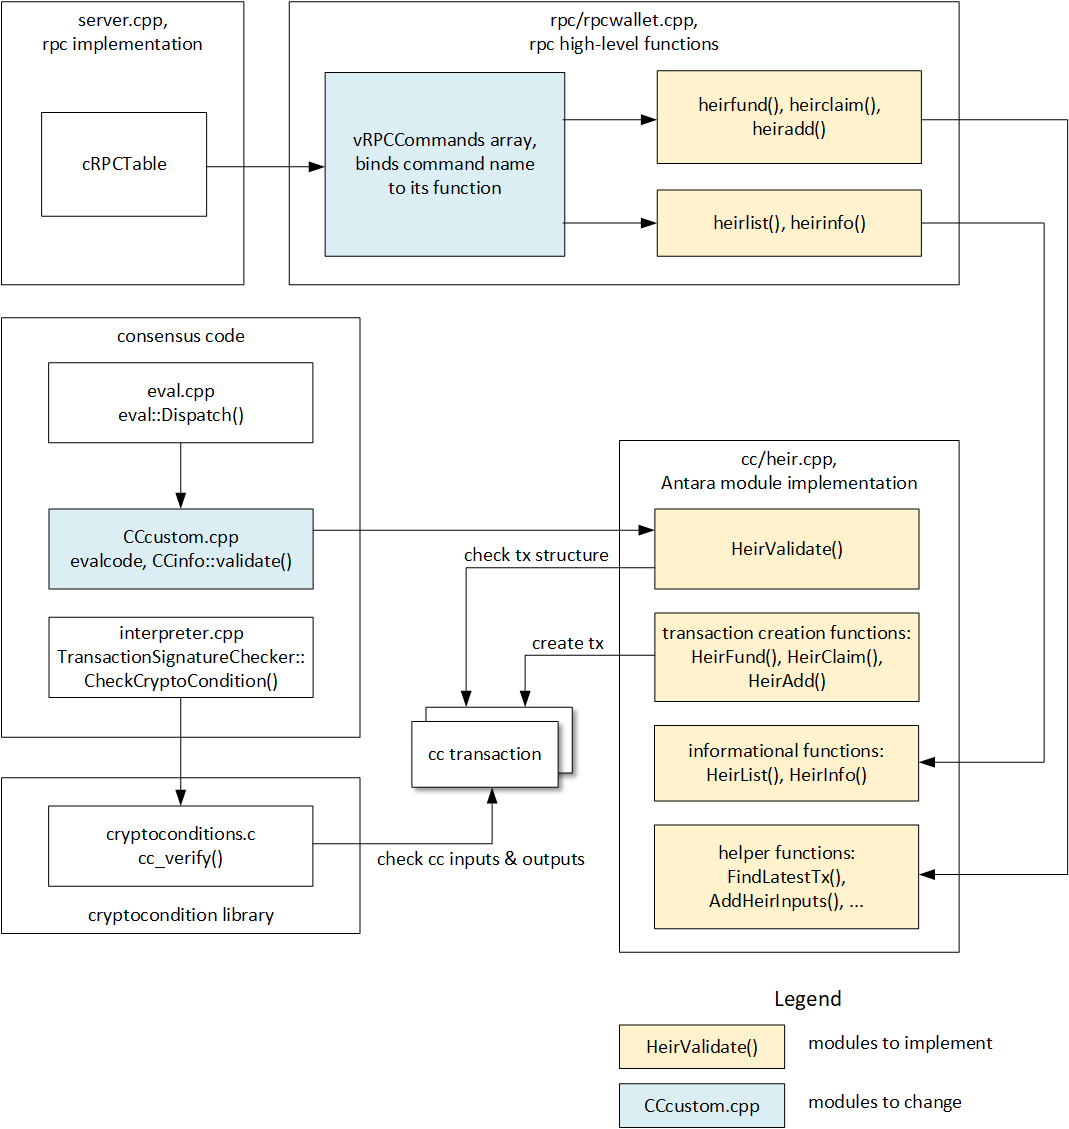 server.cpp,
rpc implementation
cRPCTable
rpc/rpcwallet.cpp,
rpc high-level functions
vRPCCommands array,
binds command name
to its function
heirfund(), heirclaim(),
heiradd()
heirlist(), heirinfo()
consensus code
eval.cpp
eval::Dispatch()
CCcustom.cpp
evalcode, CCinfo::validate()
interpreter.cpp
TransactionSignatureChecker::
CheckCryptoCondition()
cryptoconditions.c
cc_verify()
cryptocondition library
check tx structure
create tx
cc transaction
check cc inputs & outputs
cc/heir.cpp,
Antara module implementation
HeirValidate()
transaction creation functions:
HeirFund(), HeirClaim(),
HeirAdd()
informational functions:
HeirList(), HeirInfo()
helper functions:
FindLatestTx(),
AddHeirInputs(), ...
Legend
HeirValidate()
modules to implement
CCcustom.cpp
modules to change